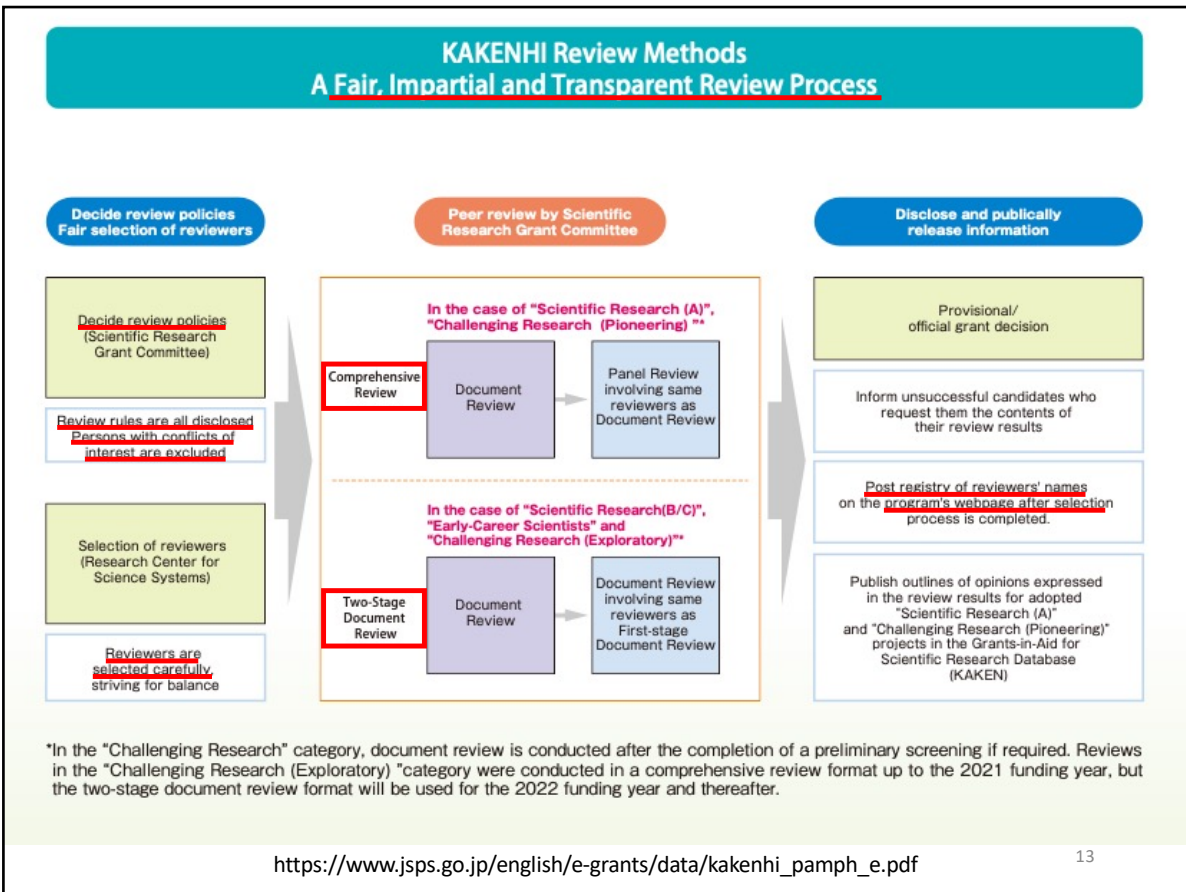 KAKENHI Review Methods
A Fair, Impartial and Transparent Review Process
Decide review policies
Fair selection of reviewers
Decide review policies
(Scientific Research
Grant Committee)
Review rules are all disclosed
Persons with conflicts of
interest are excluded
Selection of reviewers
(Research Center for
Science Systems)
Reviewers are
selected carefully,
striving for balance
Peer review by Scientific
Research Grant Committee
In the case of "Scientific Research (A)",
"Challenging Research (Pioneering) "*
Comprehensive
Review
Document
Review
Panel Review
involving same
reviewers as
Document Review
In the case of "Scientific Research(B/C)",
"Early-Career Scientists" and
"Challenging Research (Exploratory)"*
Two-Stage
Document
Review
Document
Review
Document Review
involving same
reviewers as
First-stage
Document Review
Disclose and publically
release information
Provisional/
official grant decision
Inform unsuccessful candidates who
request them the contents of
their review results
Post registry of reviewers' names
on the program's webpage after selection
process is completed.
Publish outlines of opinions expressed
in the review results for adopted
"Scientific Research (A)"
and "Challenging Research (Pioneering)"
projects in the Grants-in-Aid for
Scientific Research Database
(KAKEN)
*In the "Challenging Research" category, document review is conducted after the completion of a preliminary screening if required. Reviews
in the "Challenging Research (Exploratory) "category were conducted in a comprehensive review format up to the 2021 funding year, but
the two-stage document review format will be used for the 2022 funding year and thereafter.
https://www.jsps.go.jp/english/e-grants/data/kakenhi_pamph_e.pdf
13